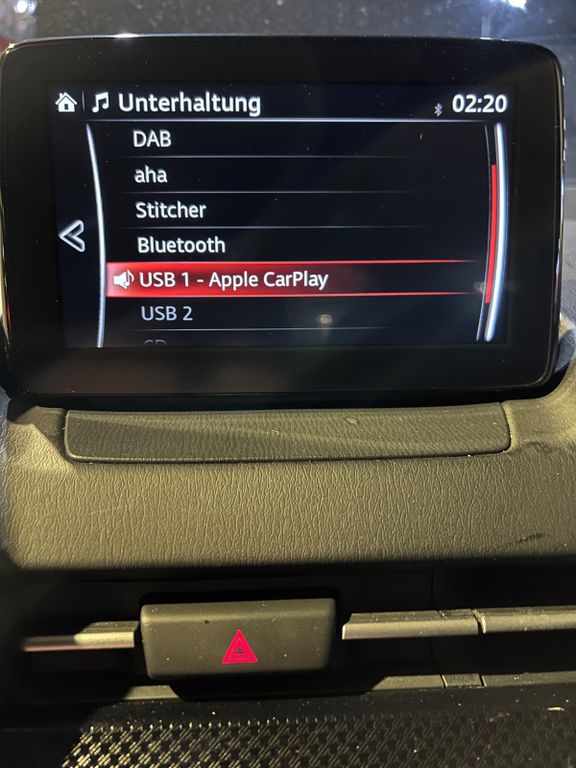 Unterhaltung 02:20
DAB
aha
Stitcher
Bluetooth
USB 1 - Apple CarPlay
USB 2